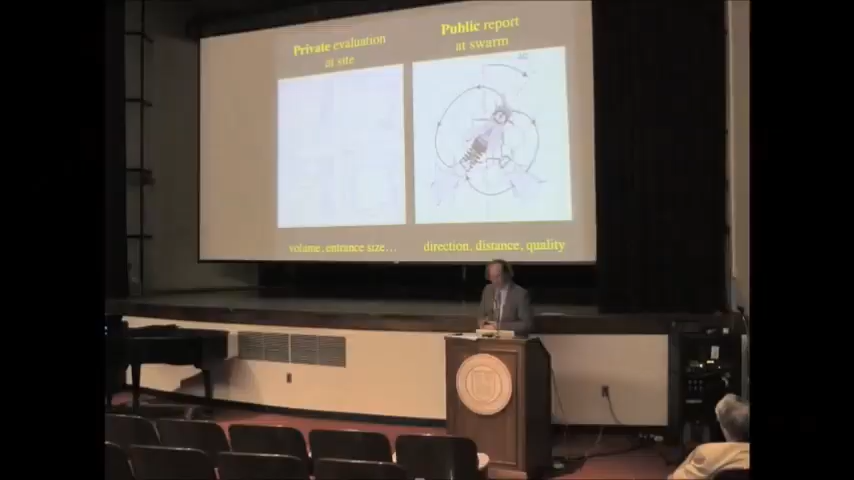 Private evaluation
at site
Public report
at swarm
volume, entrance size...
direction, distance, quality